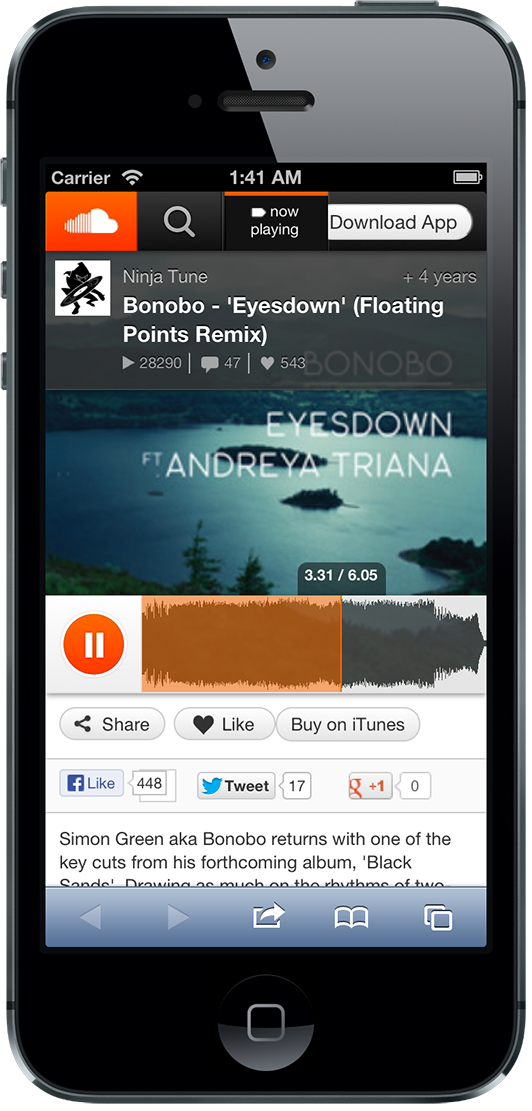 Carrier 1:41 AM
now
playing
Download App
Ninja Tune + 4 years
Bonobo - 'Eyesdown' (Floating
Points Remix)
28290 47 543
BONOBO
EYESDOWN
FT ANDREYA TRIANA
3.31 / 6.05
Share Like Buy on iTunes
Like 448 Tweet 17 g +1 0
Simon Green aka Bonobo returns with one of the
key cuts from his forthcoming album, 'Black
Sands'. Drawing as much on the rhythms of two-